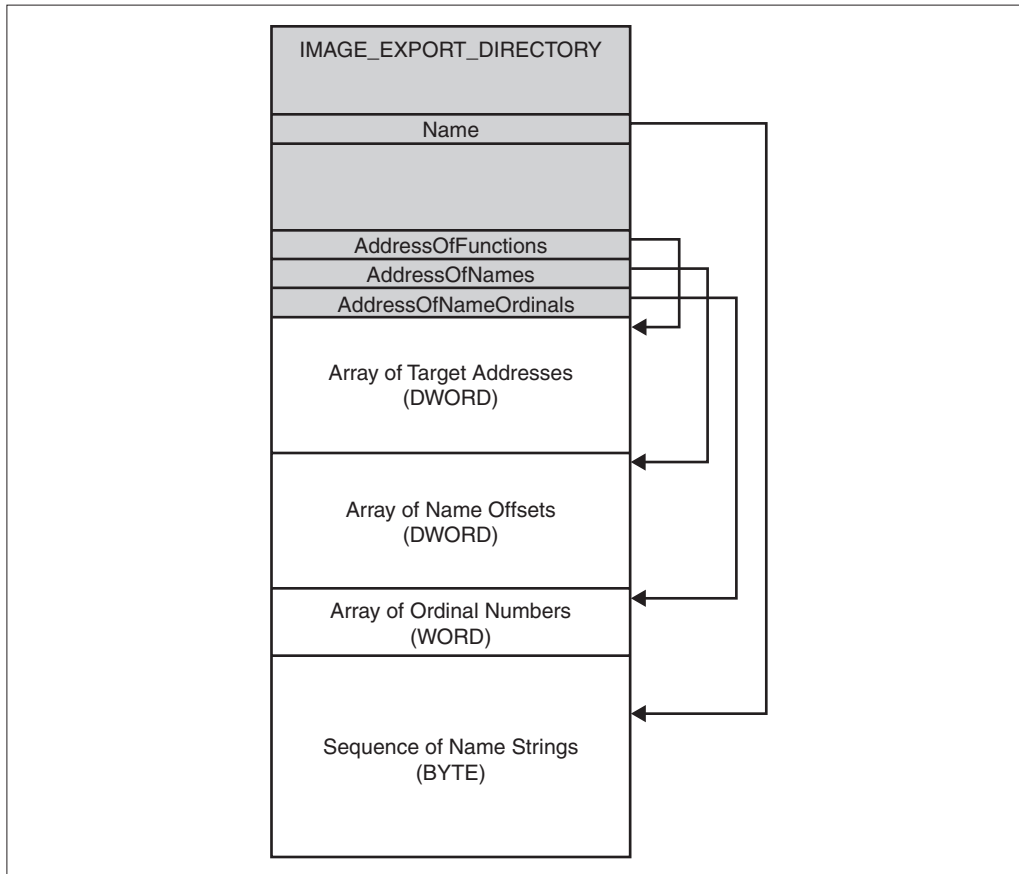 IMAGE_EXPORT_DIRECTORY
Name
AddressOfFunctions
AddressOfNames
AddressOfNameOrdinals
Array of Target Addresses
(DWORD)
Array of Name Offsets
(DWORD)
Array of Ordinal Numbers
(WORD)
Sequence of Name Strings
(BYTE)